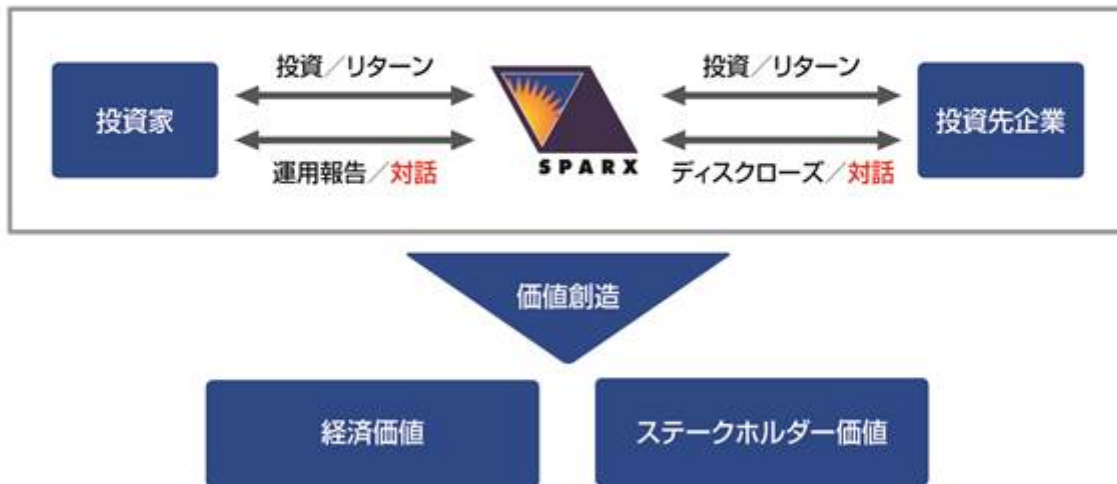 投資/リターン
投資/リターン
投資家
SPARX
投資先企業
運用報告/対話
ディスクローズ/対話
価値創造
経済価値
ステークホルダー価値